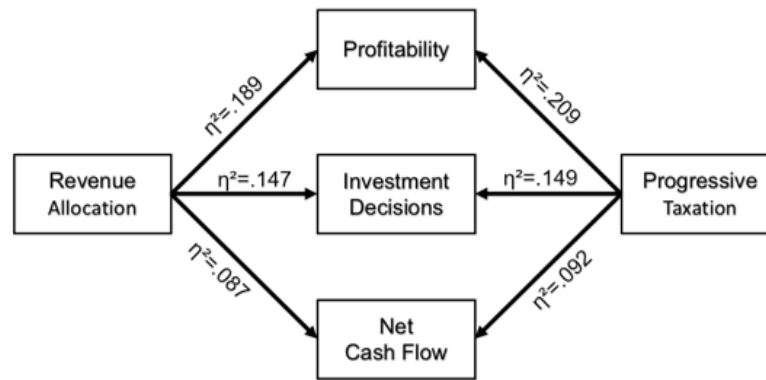 Profitability
η²=.189
η²=.209
Revenue
Allocation
η²=.147
Investment
Decisions
η²=.149
Progressive
Taxation
η²=.087
η²=.092
Net
Cash Flow